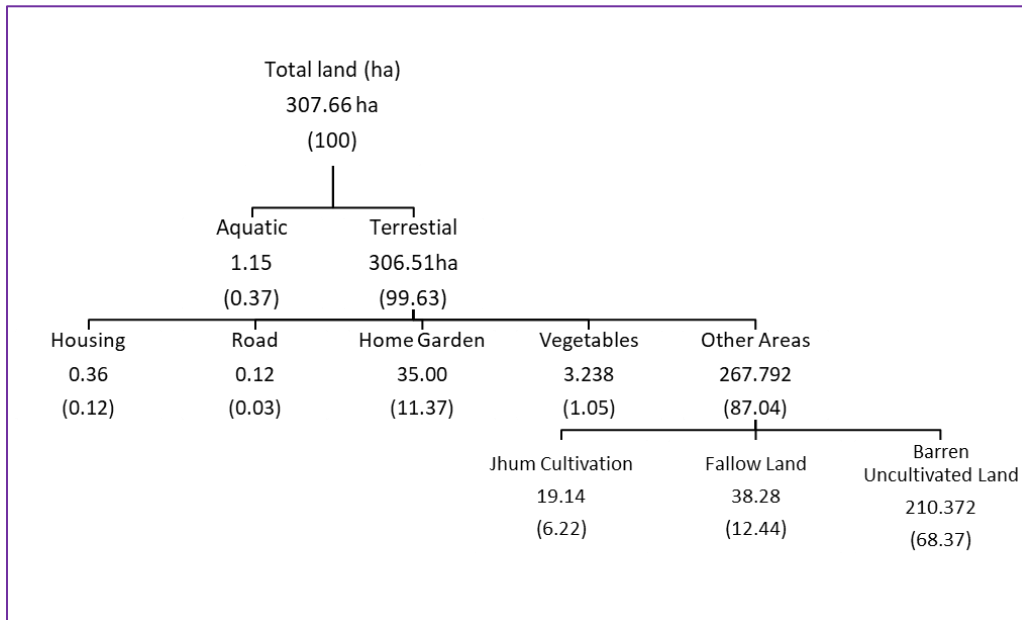 Total land (ha)
307.66 ha
(100)
Aquatic
1.15
(0.37)
Terrestial
306.51ha
(99.63)
Housing
0.36
(0.12)
Road
0.12
(0.03)
Home Garden
35.00
(11.37)
Vegetables
3.238
(1.05)
Other Areas
267.792
(87.04)
Jhum Cultivation
19.14
(6.22)
Fallow Land
38.28
(12.44)
Barren
Uncultivated Land
210.372
(68.37)